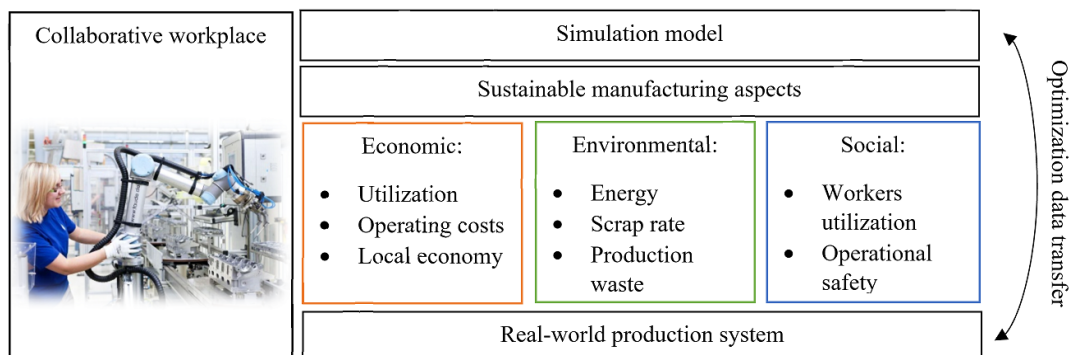 Collaborative workplace
Simulation model
Sustainable manufacturing aspects
Economic:
• Utilization
• Operating costs
• Local economy
Environmental:
• Energy
• Scrap rate
• Production
waste
Social:
• Workers
utilization
• Operational
safety
Real-world production system
Optimization data transfer